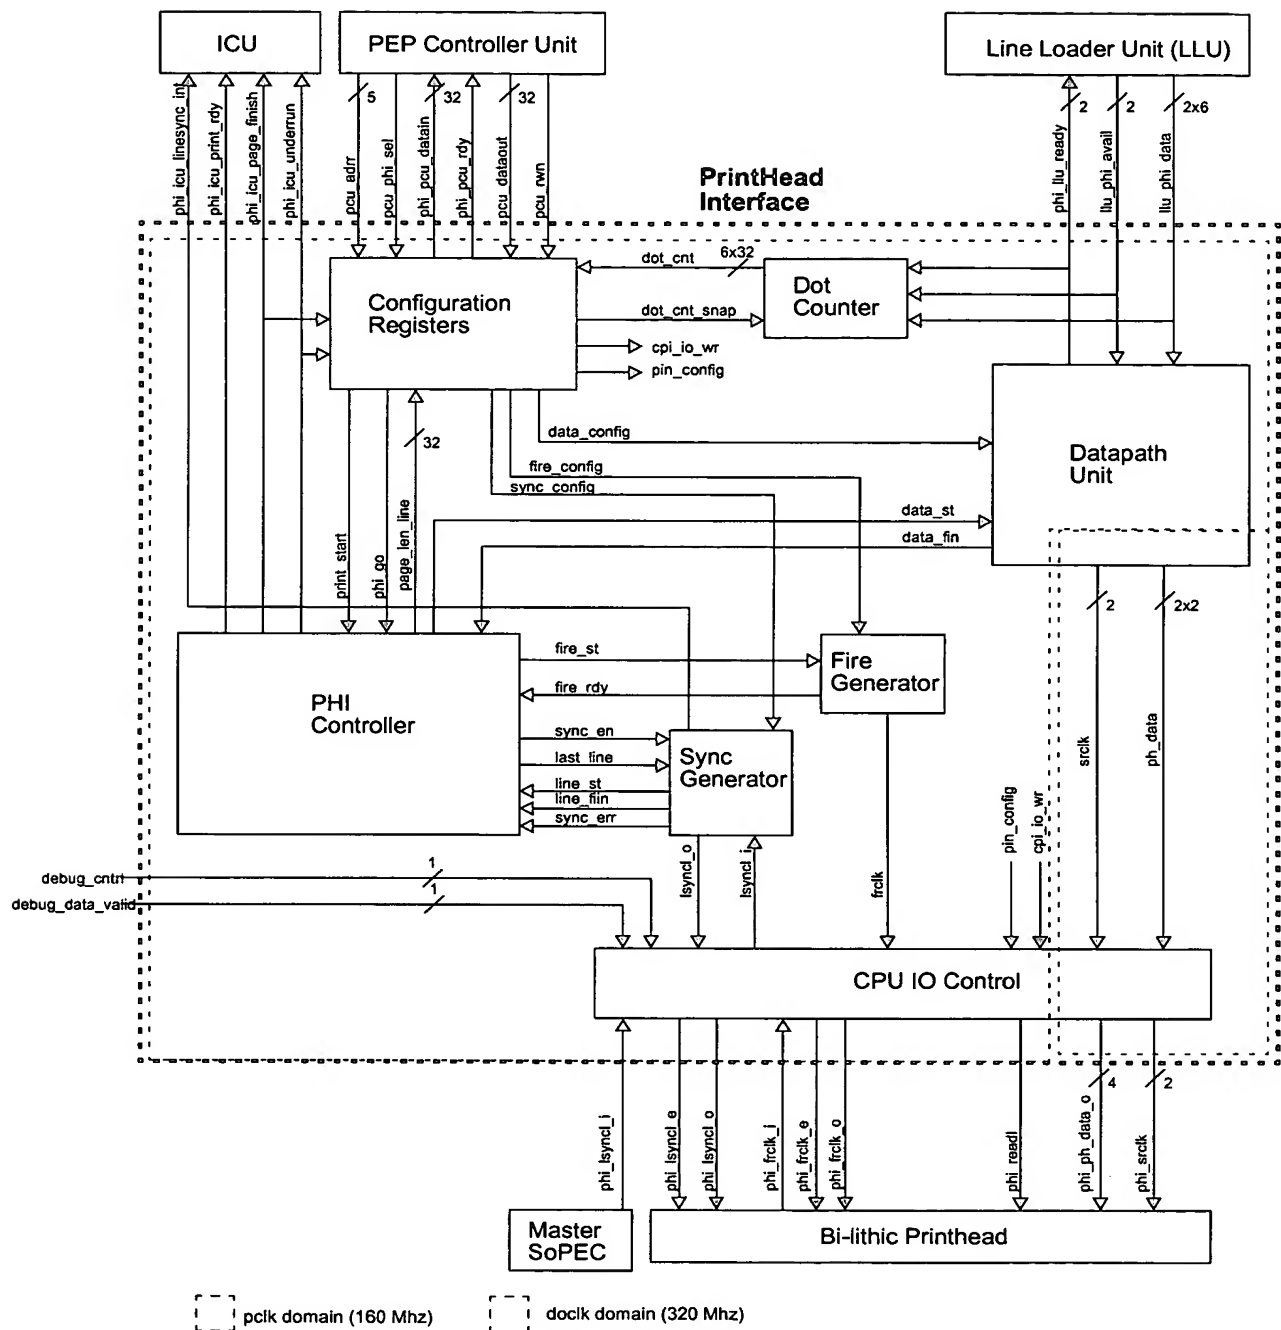 ICU
PEP Controller Unit
Line Loader Unit (LLU)
5
32
32
2
2
2x6
phi_icu_linesync_int
phi_icu_print_rdy
phi_icu_page_finish
phi_icu_underrun
pcu_adrr
pcu_phi_sel
phi_pcu_datain
phi_pcu_rdy
pcu_dataout
pcu_rwn
phi_llu_ready
llu_phi_avail
llu_phi_data
PrintHead
Interface
dot_cnt
6x32
Dot
Counter
Configuration
Registers
dot_cnt_snap
cpi_io_wr
pin_config
32
data_config
Datapath
Unit
fire_config
sync_config
data_st
data_fin
print_start
phi_go
page_len_line
2
2x2
fire_st
Fire
Generator
fire_rdy
PHI
Controller
sync_en
last_line
Sync
Generator
line_st
line_fiin
sync_err
srclk
ph_data
pin_config
cpi_io_wr
lsyncl_o
lsyncl_i
frclk
debug_cntrl
1
debug_data_valid
1
CPU IO Control
4
2
phi_lsyncl_i
phi_lsyncl_e
phi_lsyncl_o
phi_frclk_i
phi_frclk_e
phi_frclk_o
phi_readl
phi_ph_data_o
phi_srclk
Master
SoPEC
Bi-lithic Printhead
pclk domain (160 Mhz)
doclk domain (320 Mhz)